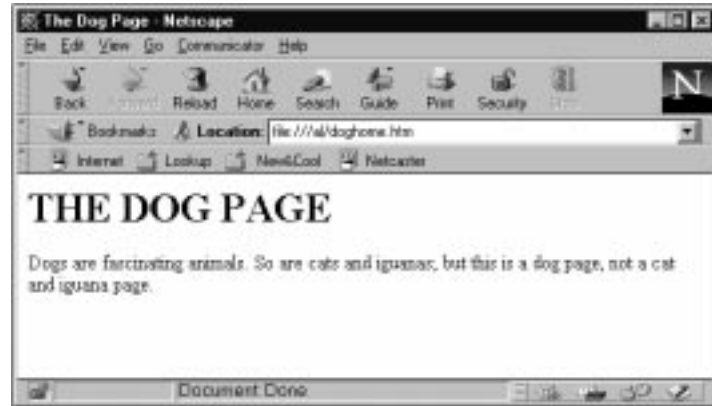 The Dog Page - Netscape
File Edit View Go Communicator Help
Back Forward Reload Home Search Guide Print Security Stop
Bookmarks Location: file:///a|/doghome.htm
Internet Lookup New&Cool Netcaster
THE DOG PAGE
Dogs are fascinating animals. So are cats and iguanas, but this is a dog page, not a cat
and iguana page.
Document: Done